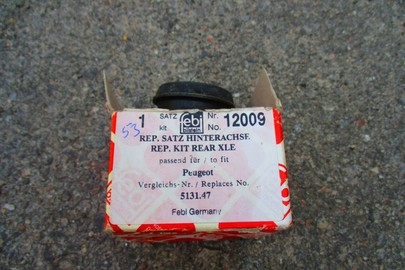 1 SATZ kit febi bilstein Nr. No. 12009
53
REP. SATZ HINTERACHSE
REP. KIT REAR XLE
passend für / to fit
Peugeot
Vergleichs-Nr. / Replaces No.
5131.47
Febi Germany